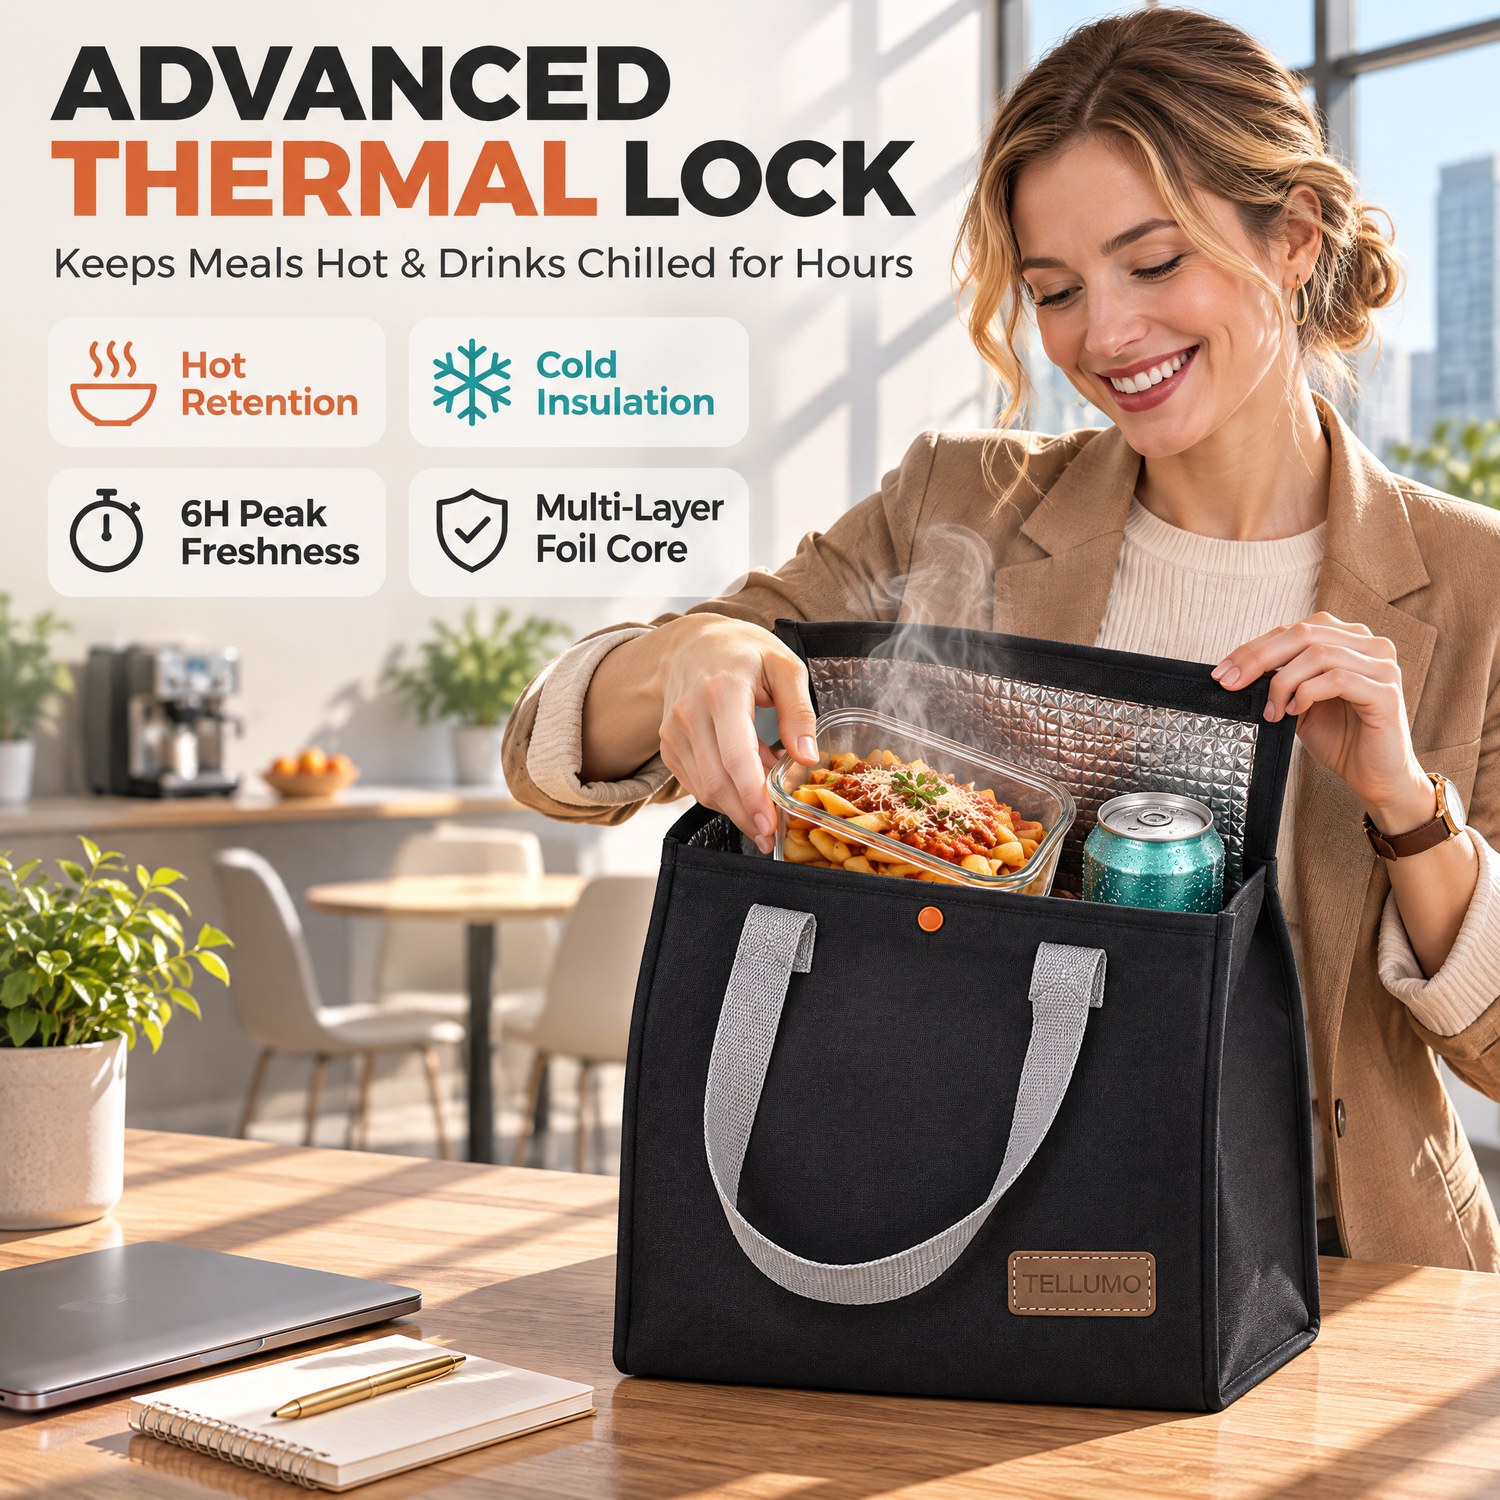 ADVANCED
THERMAL LOCK
Keeps Meals Hot & Drinks Chilled for Hours
Hot
Retention
Cold
Insulation
6H Peak
Freshness
Multi-Layer
Foil Core
TELLUMO